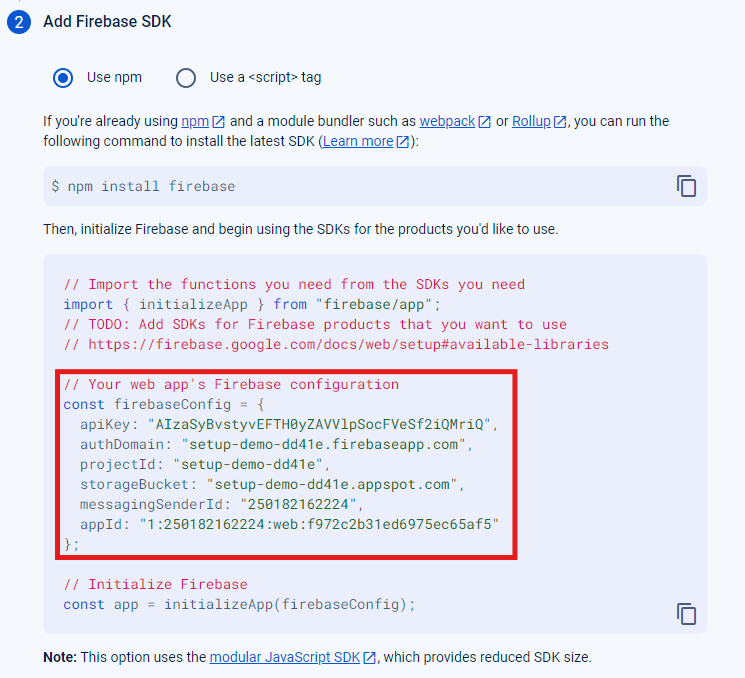 2 Add Firebase SDK
Use npm Use a <script> tag
If you're already using npm and a module bundler such as webpack or Rollup, you can run the
following command to install the latest SDK (Learn more):
$ npm install firebase
Then, initialize Firebase and begin using the SDKs for the products you'd like to use.
// Import the functions you need from the SDKs you need
import { initializeApp } from "firebase/app";
// TODO: Add SDKs for Firebase products that you want to use
// https://firebase.google.com/docs/web/setup#available-libraries
// Your web app's Firebase configuration
const firebaseConfig = {
apiKey: "AIzaSyBvstyvEFTH0yZAVVlpSocFVeSf2iQMriQ",
authDomain: "setup-demo-dd41e.firebaseapp.com",
projectId: "setup-demo-dd41e",
storageBucket: "setup-demo-dd41e.appspot.com",
messagingSenderId: "250182162224",
appId: "1:250182162224:web:f972c2b31ed6975ec65af5"
};
// Initialize Firebase
const app = initializeApp(firebaseConfig);
Note: This option uses the modular JavaScript SDK, which provides reduced SDK size.